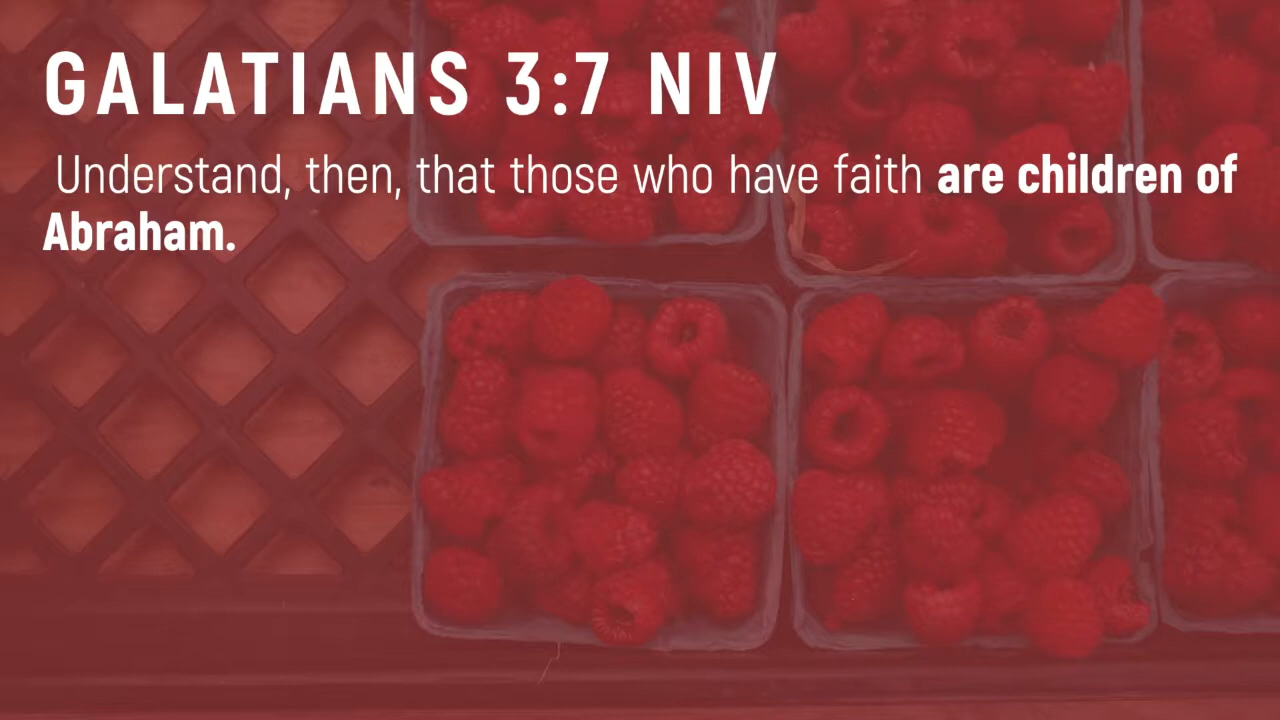 GALATIANS 3:7 NIV
Understand, then, that those who have faith are children of
Abraham.